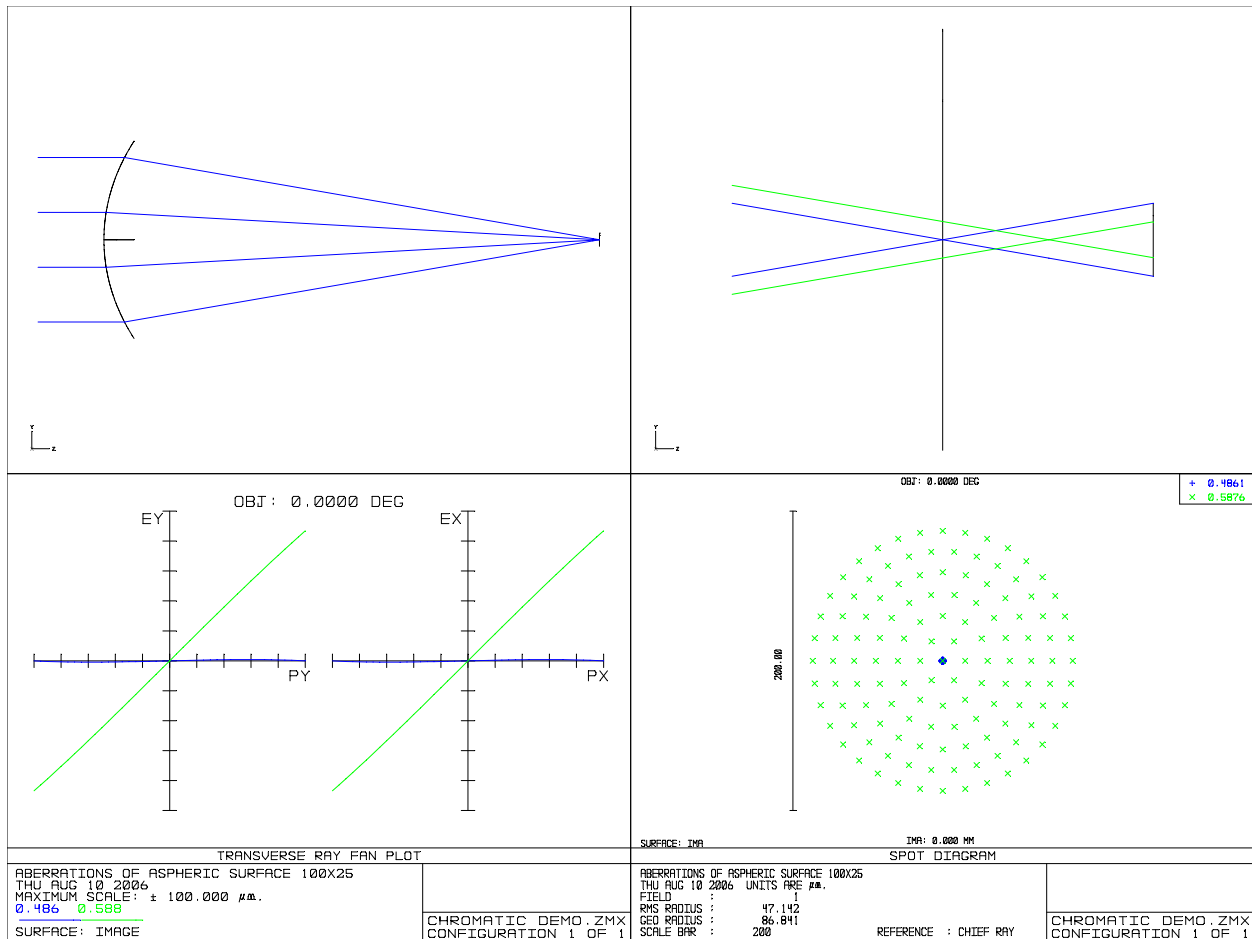 Y
Z
Y
Z
OBJ: 0.0000 DEG
EY
EX
PY
PX
OBJ: 0.0000 DEG
+ 0.4861
× 0.5876
200.00
SURFACE: IMA
IMA: 0.000 MM
TRANSVERSE RAY FAN PLOT
ABERRATIONS OF ASPHERIC SURFACE 100X25
THU AUG 10 2006
MAXIMUM SCALE: ± 100.000 µm.
0.486 0.588
SURFACE: IMAGE
CHROMATIC DEMO.ZMX
CONFIGURATION 1 OF 1
SPOT DIAGRAM
ABERRATIONS OF ASPHERIC SURFACE 100X25
THU AUG 10 2006 UNITS ARE µm.
FIELD : 1
RMS RADIUS : 47.142
GEO RADIUS : 86.841
SCALE BAR : 200 REFERENCE : CHIEF RAY
CHROMATIC DEMO.ZMX
CONFIGURATION 1 OF 1